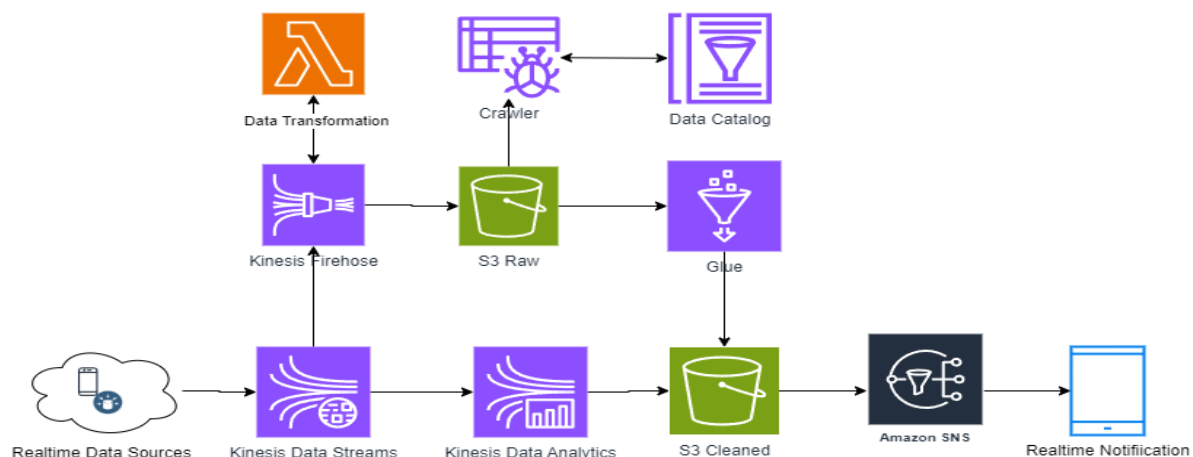 Data Transformation
Crawler
Data Catalog
Kinesis Firehose
S3 Raw
Glue
Realtime Data Sources
Kinesis Data Streams
Kinesis Data Analytics
S3 Cleaned
Amazon SNS
Realtime Notifiication